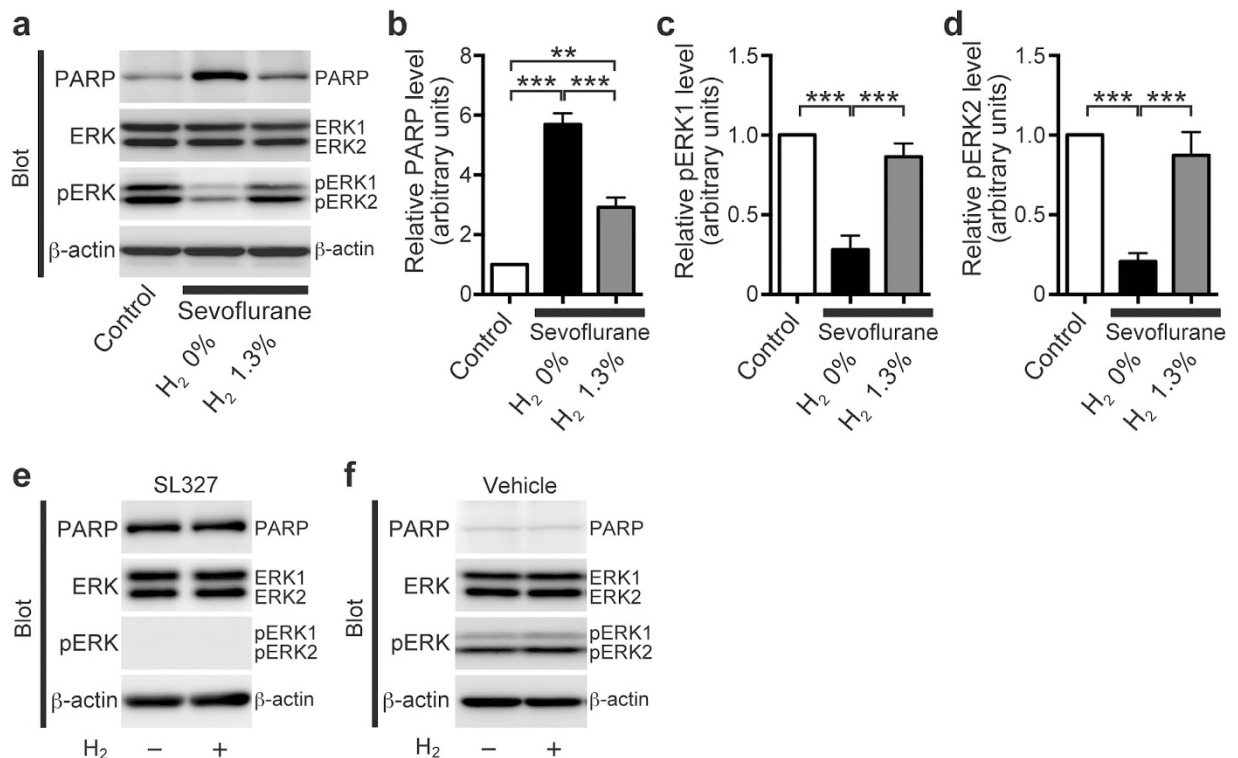 a
Blot
PARP
PARP
ERK
ERK1
ERK2
pERK
pERK1
pERK2
β-actin
β-actin
Control
Sevoflurane
H₂ 0%
H₂ 1.3%
b
Relative PARP level
(arbitrary units)
8
6
4
2
0
**
*** ***
Control
Sevoflurane
H₂ 0%
H₂ 1.3%
c
Relative pERK1 level
(arbitrary units)
1.5
1.0
0.5
0
*** ***
Control
Sevoflurane
H₂ 0%
H₂ 1.3%
d
Relative pERK2 level
(arbitrary units)
1.5
1.0
0.5
0
*** ***
Control
Sevoflurane
H₂ 0%
H₂ 1.3%
e
SL327
Blot
PARP
PARP
ERK
ERK1
ERK2
pERK
pERK1
pERK2
β-actin
β-actin
H₂ − +
f
Vehicle
Blot
PARP
PARP
ERK
ERK1
ERK2
pERK
pERK1
pERK2
β-actin
β-actin
H₂ − +